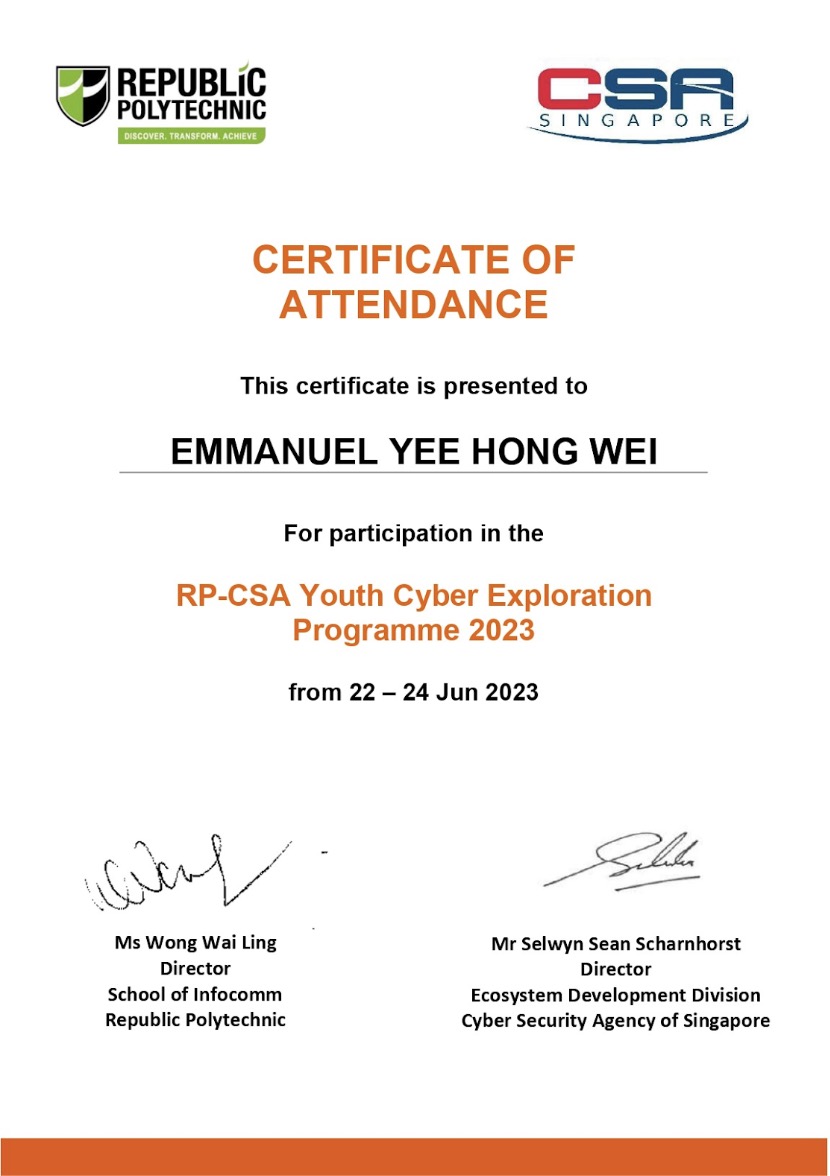 REPUBLIC
POLYTECHNIC
DISCOVER. TRANSFORM. ACHIEVE
CSA
SINGAPORE
CERTIFICATE OF
ATTENDANCE
This certificate is presented to
EMMANUEL YEE HONG WEI
For participation in the
RP-CSA Youth Cyber Exploration
Programme 2023
from 22 – 24 Jun 2023
Ms Wong Wai Ling
Director
School of Infocomm
Republic Polytechnic
Mr Selwyn Sean Scharnhorst
Director
Ecosystem Development Division
Cyber Security Agency of Singapore